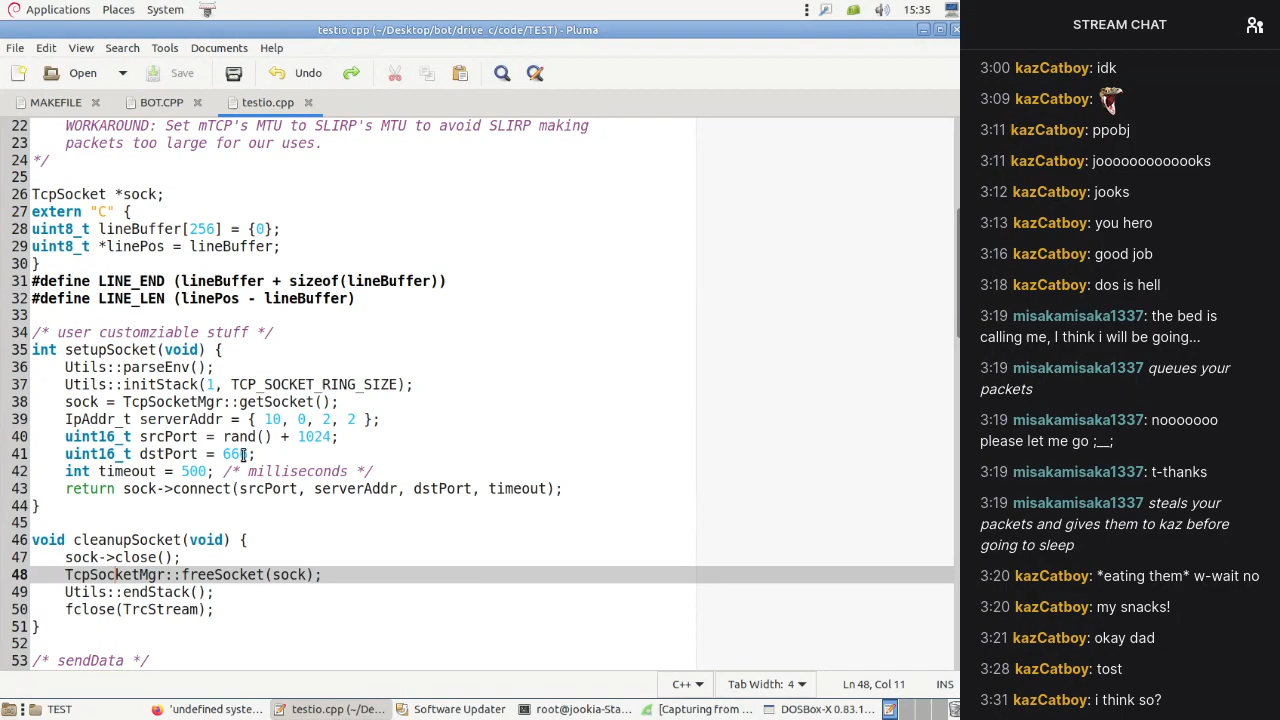 Applications Places System 15:35
testio.cpp (~/Desktop/bot/drive_c/code/TEST) - Pluma
File Edit View Search Tools Documents Help
Open Save Undo
MAKEFILE BOT.CPP testio.cpp
22 WORKAROUND: Set mTCP's MTU to SLIRP's MTU to avoid SLIRP making
23 packets too large for our uses.
24 */
25
26 TcpSocket *sock;
27 extern "C" {
28 uint8_t lineBuffer[256] = {0};
29 uint8_t *linePos = lineBuffer;
30 }
31 #define LINE_END (lineBuffer + sizeof(lineBuffer))
32 #define LINE_LEN (linePos - lineBuffer)
33
34 /* user customziable stuff */
35 int setupSocket(void) {
36 Utils::parseEnv();
37 Utils::initStack(1, TCP_SOCKET_RING_SIZE);
38 sock = TcpSocketMgr::getSocket();
39 IpAddr_t serverAddr = { 10, 0, 2, 2 };
40 uint16_t srcPort = rand() + 1024;
41 uint16_t dstPort =
42 int timeout = 500; /* milliseconds */
43 return sock->connect(srcPort, serverAddr, dstPort, timeout);
44 }
45
46 void cleanupSocket(void) {
47 sock->close();
48 TcpSocketMgr::freeSocket(sock);
49 Utils::endStack();
50 fclose(TrcStream);
51 }
52
53 /* sendData */
C++ Tab Width: 4 Ln 48, Col 11 INS
TEST 'undefined syste... testio.cpp (~/De... Software Updater root@jookia-Sta... [Capturing from ... DOSBox-X 0.83.1...
STREAM CHAT
3:00 kazCatboy: idk
3:09 kazCatboy:
3:11 kazCatboy: ppobj
3:11 kazCatboy: joooooooooooooks
3:12 kazCatboy: jooks
3:13 kazCatboy: you hero
3:16 kazCatboy: good job
3:18 kazCatboy: dos is hell
3:19 misakamisaka1337: the bed is
calling me, I think i will be going...
3:19 misakamisaka1337 queues your
packets
3:19 misakamisaka1337: nooooooo
please let me go ;__;
3:19 misakamisaka1337: t-thanks
3:19 misakamisaka1337 steals your
packets and gives them to kaz before
going to sleep
3:20 kazCatboy: *eating them* w-wait no
3:20 kazCatboy: my snacks!
3:21 kazCatboy: okay dad
3:28 kazCatboy: tost
3:31 kazCatboy: i think so?